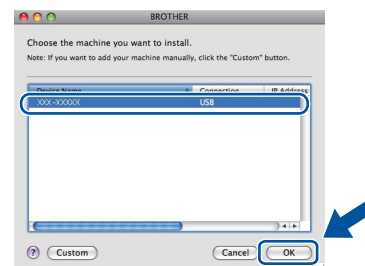 BROTHER
Choose the machine you want to install.
Note: If you want to add your machine manually, click the "Custom" button.
Device Name Connection IP Address
XXX-XXXXX USB
? Custom Cancel OK